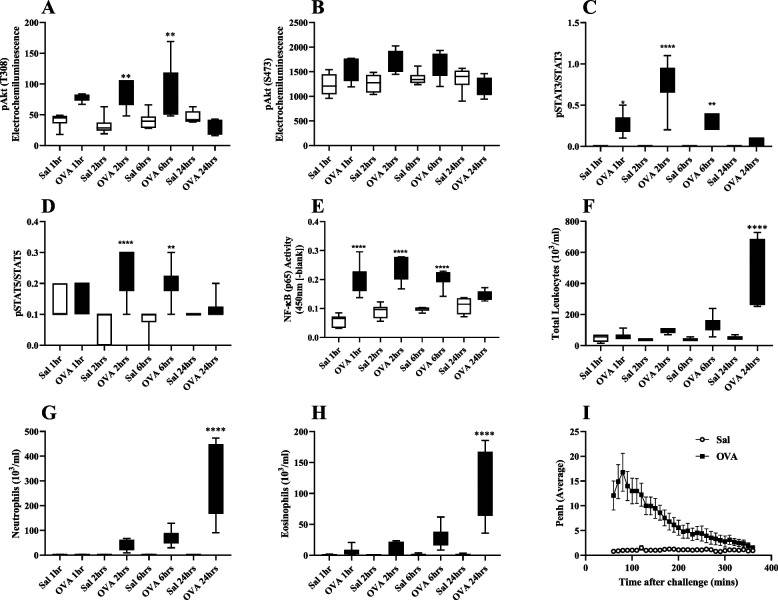 A
pAkt (T308)
Electrochemiluminescence
200
150
100
50
0
**
**
Sal 1hr
OVA 1hr
Sal 2hrs
OVA 2hrs
Sal 6hrs
OVA 6hrs
Sal 24hrs
OVA 24hrs
B
pAkt (S473)
Electrochemiluminescence
2500
2000
1500
1000
500
0
Sal 1hr
OVA 1hr
Sal 2hrs
OVA 2hrs
Sal 6hrs
OVA 6hrs
Sal 24hrs
OVA 24hrs
C
pSTAT3/STAT3
1.5
1.0
0.5
0.0
*
****
**
Sal 1hr
OVA 1hr
Sal 2hrs
OVA 2hrs
Sal 6hrs
OVA 6hrs
Sal 24hrs
OVA 24hrs
D
pSTAT5/STAT5
0.4
0.3
0.2
0.1
0.0
****
**
Sal 1hr
OVA 1hr
Sal 2hrs
OVA 2hrs
Sal 6hrs
OVA 6hrs
Sal 24hrs
OVA 24hrs
E
NF-κB (p65) Activity
(450nm [-blank])
0.4
0.3
0.2
0.1
0.0
****
****
****
Sal 1hr
OVA 1hr
Sal 2hrs
OVA 2hrs
Sal 6hrs
OVA 6hrs
Sal 24hrs
OVA 24hrs
F
Total Leukocytes (10³/ml)
800
600
400
200
0
****
Sal 1hr
OVA 1hr
Sal 2hrs
OVA 2hrs
Sal 6hrs
OVA 6hrs
Sal 24hrs
OVA 24hrs
G
Neutrophils (10³/ml)
500
400
300
200
100
0
****
Sal 1hr
OVA 1hr
Sal 2hrs
OVA 2hrs
Sal 6hrs
OVA 6hrs
Sal 24hrs
OVA 24hrs
H
Eosinophils (10³/ml)
200
150
100
50
0
****
Sal 1hr
OVA 1hr
Sal 2hrs
OVA 2hrs
Sal 6hrs
OVA 6hrs
Sal 24hrs
OVA 24hrs
I
Penh (Average)
25
20
15
10
5
0
Sal
OVA
0
100
200
300
400
Time after challenge (mins)